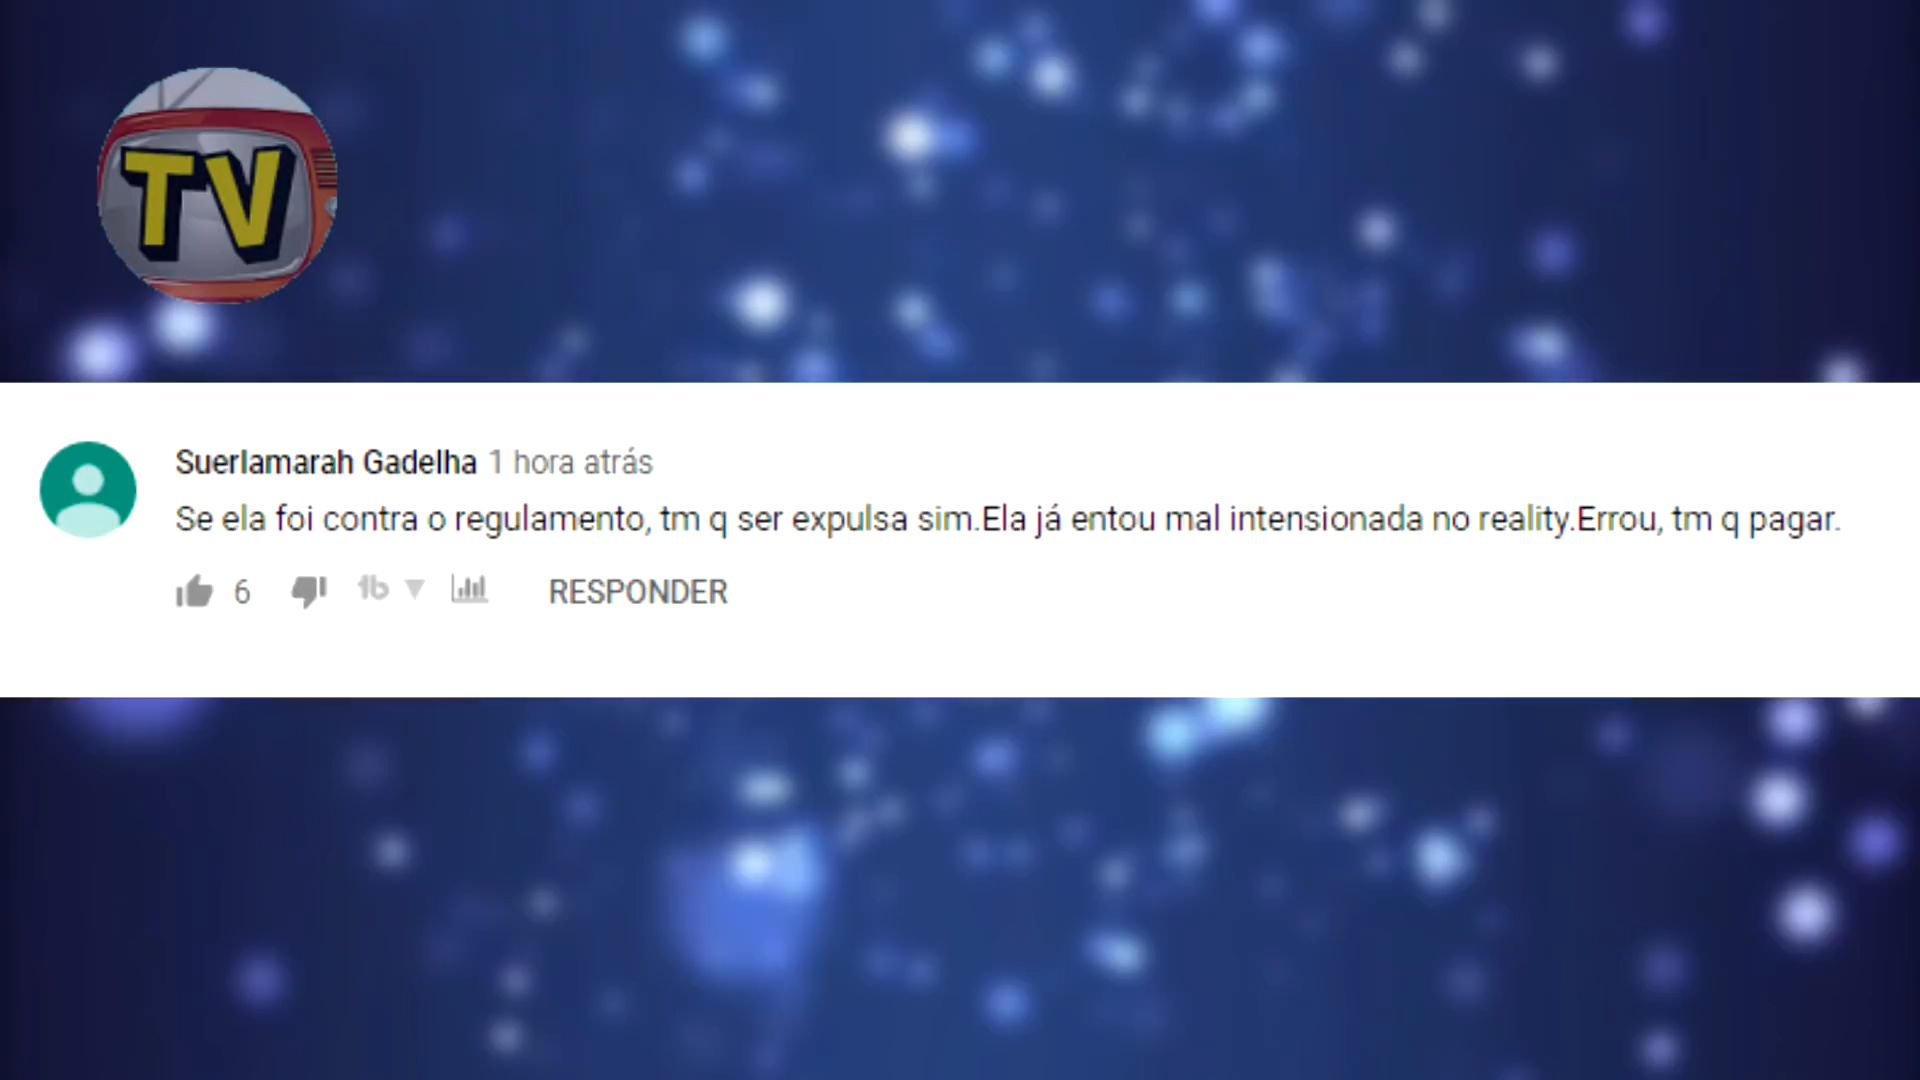 TV
Suerlamarah Gadelha 1 hora atrás
Se ela foi contra o regulamento, tm q ser expulsa sim.Ela já entou mal intensionada no reality.Errou, tm q pagar.
6 1b RESPONDER